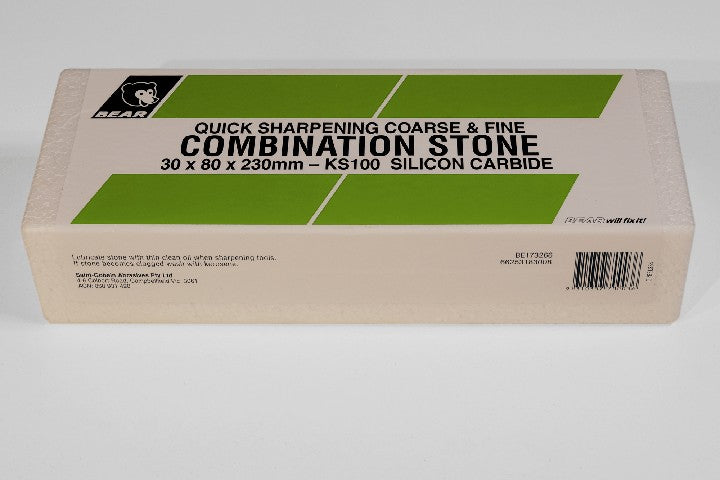 BEAR
QUICK SHARPENING COARSE & FINE
COMBINATION STONE
30 x 80 x 230mm – KS100 SILICON CARBIDE
BEAR will fix it!
Lubricate stone with thin clean oil when sharpening tools.
If stone becomes clogged wash with kerosene.
Saint-Gobain Abrasives Pty Ltd